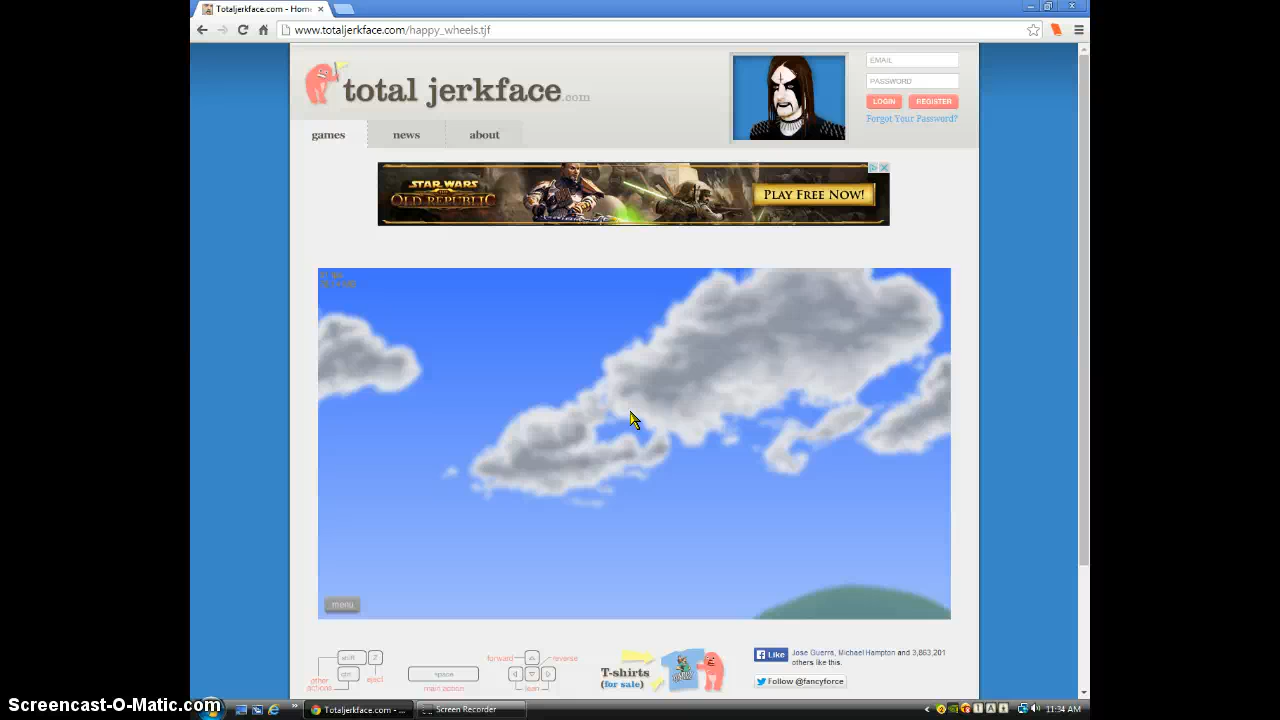 Totaljerkface.com - Hom
www.totaljerkface.com/happy_wheels.tjf
total jerkface.com
EMAIL
PASSWORD
LOGIN REGISTER
Forgot Your Password?
games news about
STAR WARS
THE OLD REPUBLIC
PLAY FREE NOW!
menu
shift Z
ctrl
eject
other
actions
space
main action
forward reverse
lean
T-shirts
(for sale)
Like Jose Guerra, Michael Hampton and 3,863,201
others like this.
Follow @fancyforce
Totaljerkface.com - ...
Screen Recorder
11:34 AM
Screencast-O-Matic.com